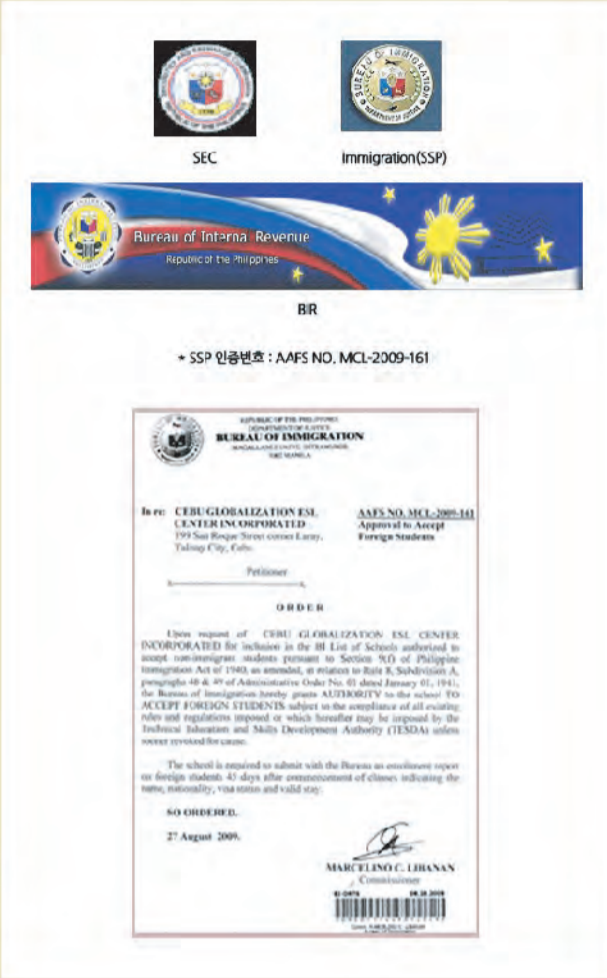 SEC
Immigration(SSP)
Bureau of Internal Revenue
Republic of the Philippines
BIR
* SSP 인증번호 : AAFS NO. MCL-2009-161
REPUBLIC OF THE PHILIPPINES
DEPARTMENT OF JUSTICE
BUREAU OF IMMIGRATION
MANILA
In re: CEBU GLOBALIZATION ESL
CENTER INCORPORATED
199 San Roque Street corner Laray,
Talisay City, Cebu
Petitioner
AAFS NO. MCL-2009-161
Approval to Accept
Foreign Students
ORDER
Upon request of CEBU GLOBALIZATION ESL CENTER
INCORPORATED for inclusion in the BI List of Schools authorized to
accept non-immigrant students pursuant to Section 9(f) of Philippine
Immigration Act of 1940, as amended, in relation to Rule 8, Subdivision A,
paragraphs 48 & 49 of Administrative Order No. 01 dated January 01, 1941,
the Bureau of Immigration hereby grants AUTHORITY to the school TO
ACCEPT FOREIGN STUDENTS subject to the compliance of all existing
rules and regulations imposed or which hereafter may be imposed by the
Technical Education and Skills Development Authority (TESDA) unless
sooner revoked for cause.
The school is required to submit with the Bureau an enrollment report
on foreign students 45 days after commencement of classes indicating the
name, nationality, visa status and valid stay.
SO ORDERED.
27 August 2009.
MARCELINO C. LIBANAN
Commissioner